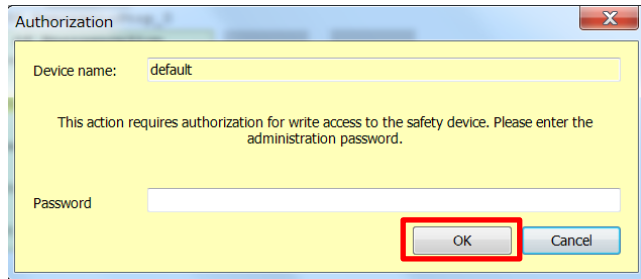 Authorization
X
Device name:
default
This action requires authorization for write access to the safety device. Please enter the
administration password.
Password
OK
Cancel